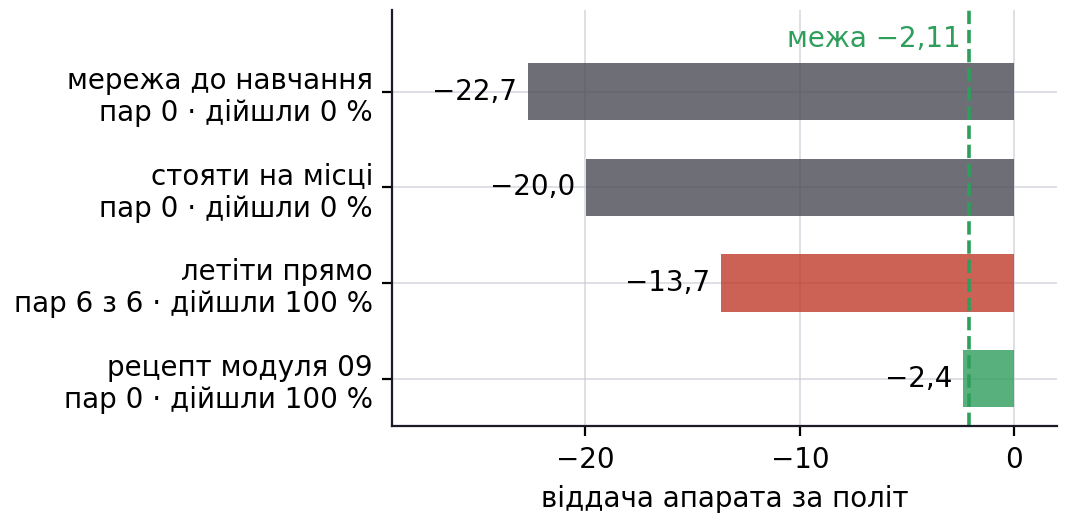 межа −2,11
мережа до навчання
пар 0 · дійшли 0 %
−22,7
стояти на місці
пар 0 · дійшли 0 %
−20,0
летіти прямо
пар 6 з 6 · дійшли 100 %
−13,7
рецепт модуля 09
пар 0 · дійшли 100 %
−2,4
−20
−10
0
віддача апарата за політ